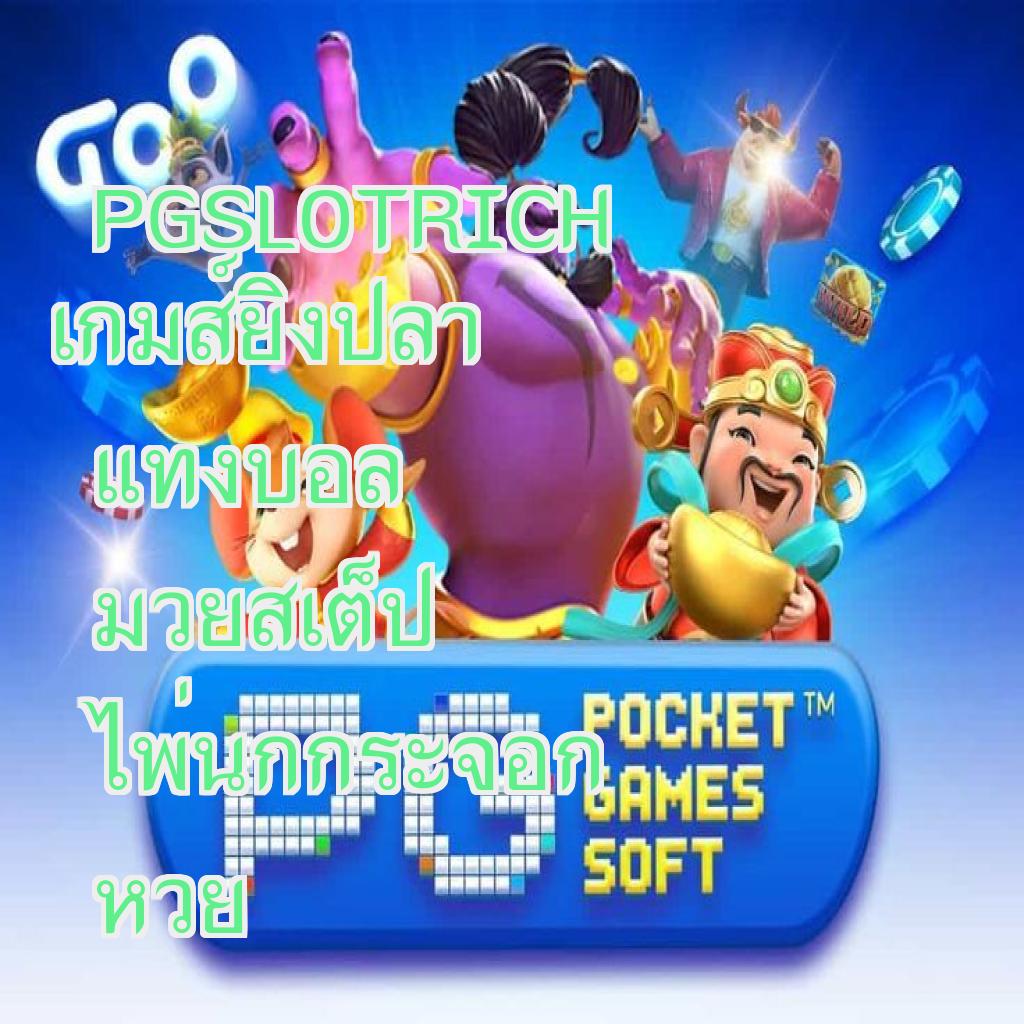 GOO
PGSLOTRICH
เกมส์ยิงปลา
WILD
แทงบอล
มวยสเต็ป
ไพ่นกกระจอก
หวย
PG
POCKET™
GAMES
SOFT